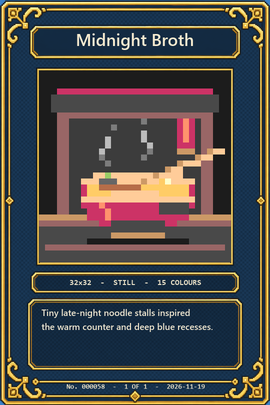 Midnight Broth
32x32 - STILL - 15 COLOURS
Tiny late-night noodle stalls inspired
the warm counter and deep blue recesses.
No. 000058 - 1 OF 1 - 2026-11-19